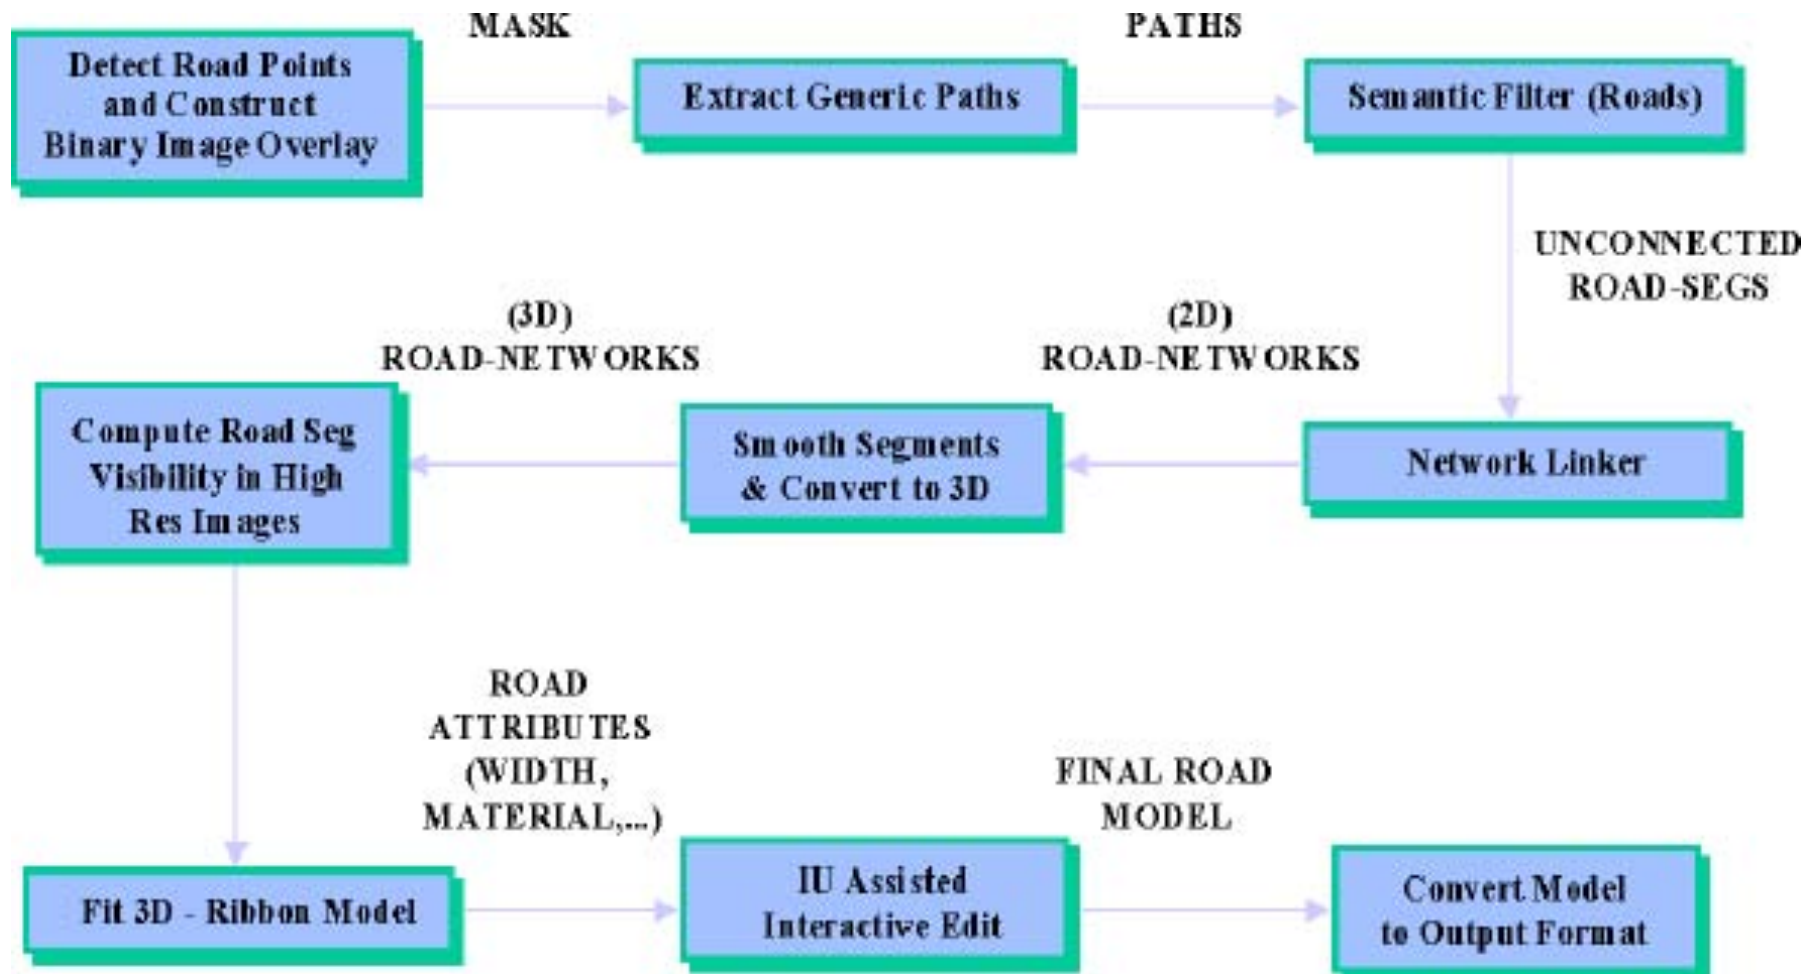 MASK
PATHS
Detect Road Points
and Construct
Binary Image Overlay
Extract Generic Paths
Semantic Filter (Roads)
UNCONNECTED
ROAD-SEGS
(3D)
ROAD-NETWORKS
(2D)
ROAD-NETWORKS
Compute Road Seg
Visibility in High
Res Images
Smooth Segments
& Convert to 3D
Network Linker
ROAD
ATTRIBUTES
(WIDTH,
MATERIAL,...)
FINAL ROAD
MODEL
Fit 3D - Ribbon Model
IU Assisted
Interactive Edit
Convert Model
to Output Format